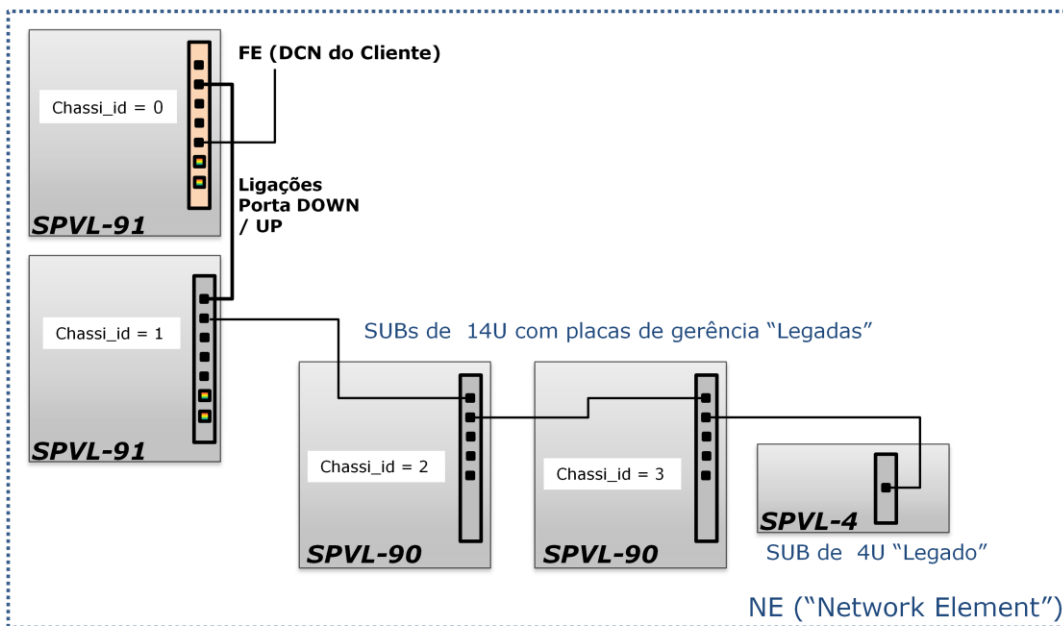 FE (DCN do Cliente)
Chassi_id = 0
Ligações
Porta DOWN
/ UP
SPVL-91
Chassi_id = 1
SUBs de 14U com placas de gerência “Legadas”
SPVL-91
Chassi_id = 2
Chassi_id = 3
SPVL-90
SPVL-90
SPVL-4
SUB de 4U “Legado”
NE (“Network Element”)